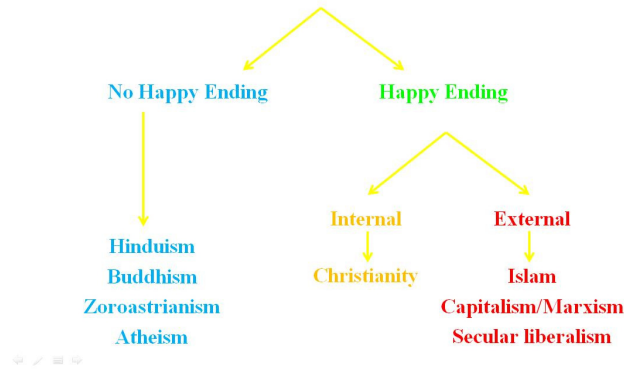 No Happy Ending
Happy Ending
Internal
External
Hinduism
Buddhism
Zoroastrianism
Atheism
Christianity
Islam
Capitalism/Marxism
Secular liberalism